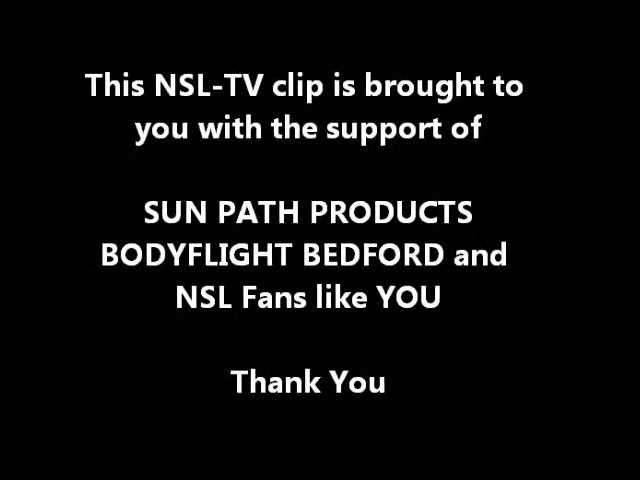 This NSL-TV clip is brought to
you with the support of
SUN PATH PRODUCTS
BODYFLIGHT BEDFORD and
NSL Fans like YOU
Thank You